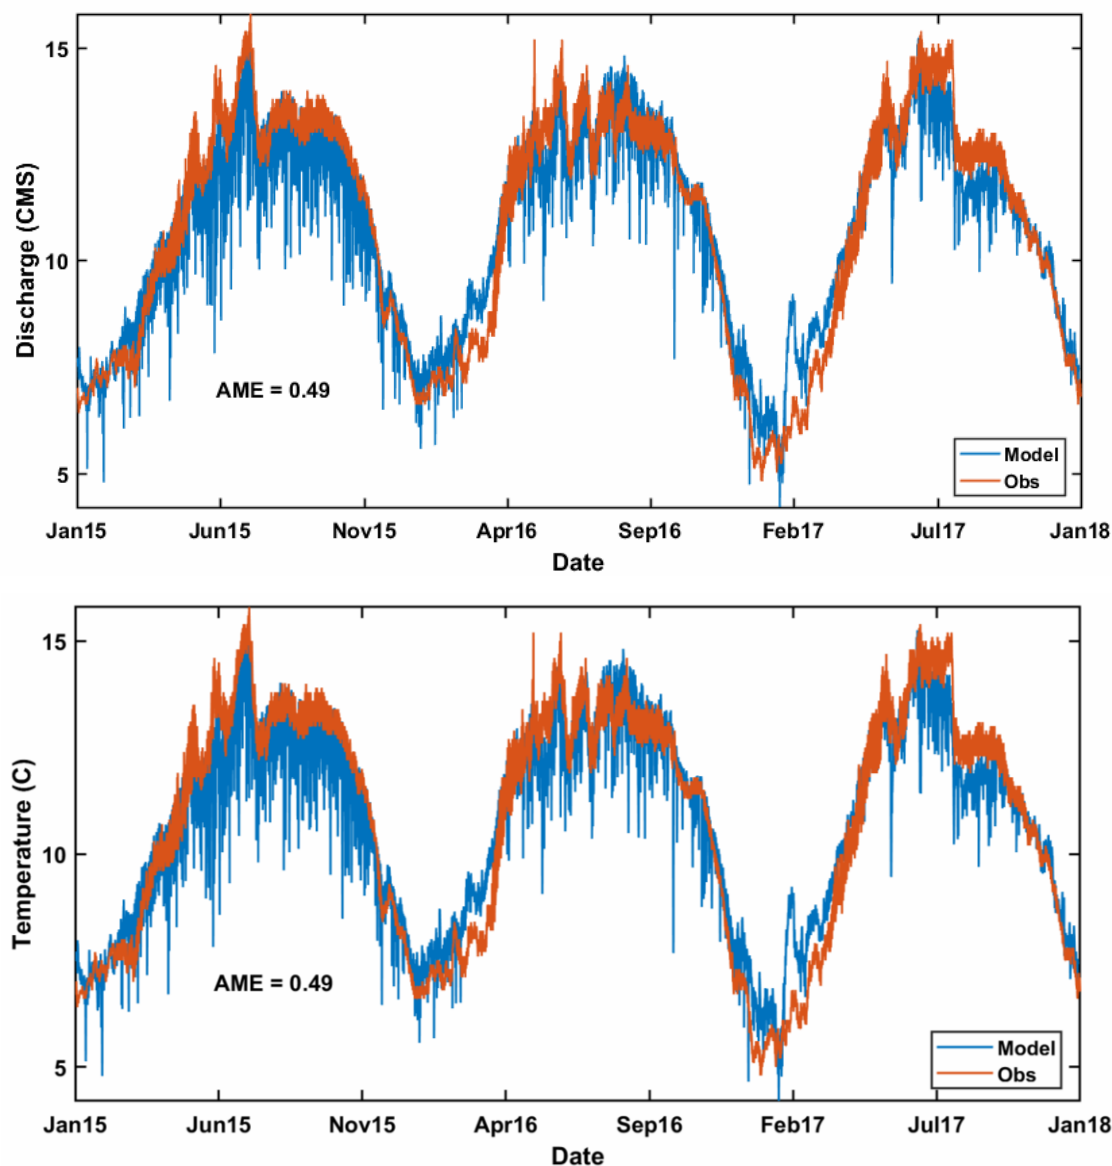 15
10
5
Discharge (CMS)
AME = 0.49
Model
Obs
Jan15 Jun15 Nov15 Apr16 Sep16 Feb17 Jul17 Jan18
Date
15
10
5
Temperature (C)
AME = 0.49
Model
Obs
Jan15 Jun15 Nov15 Apr16 Sep16 Feb17 Jul17 Jan18
Date